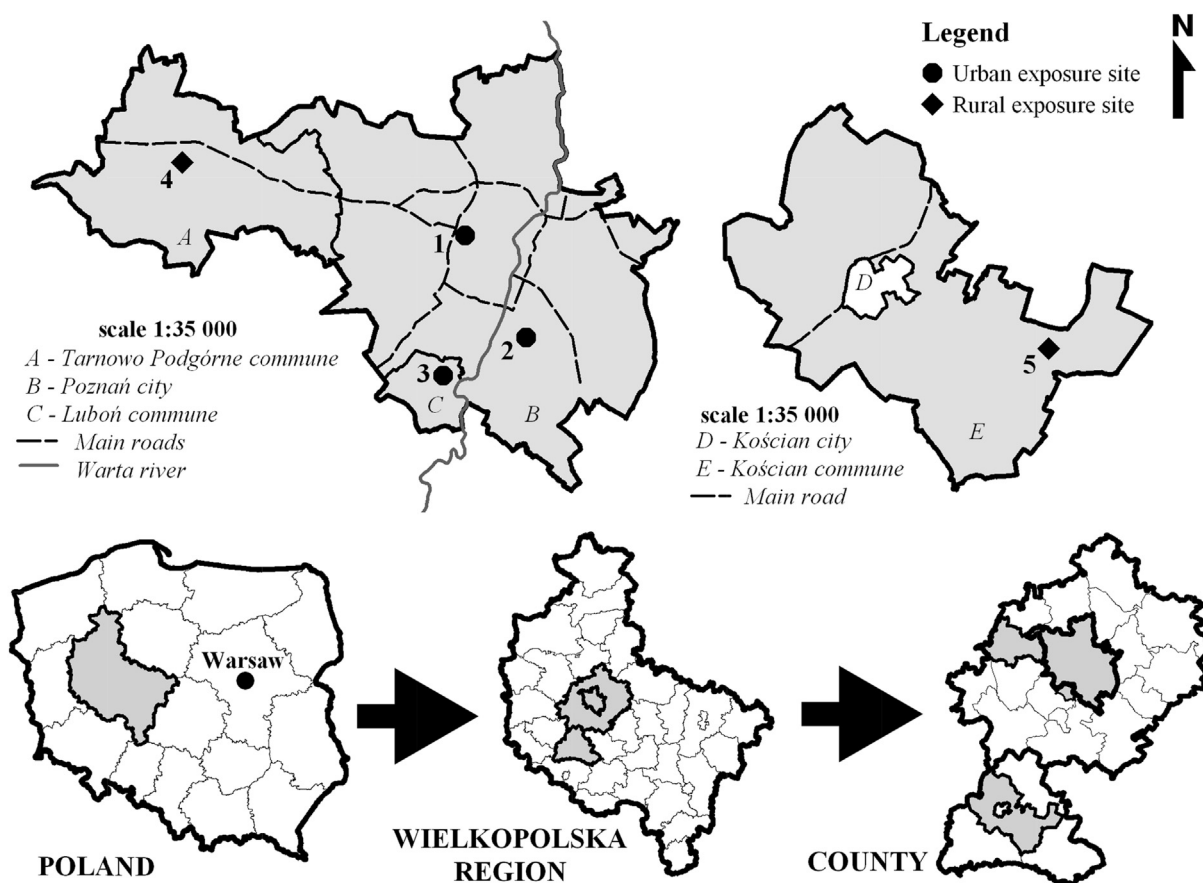 Legend
N
Urban exposure site
Rural exposure site
4
A
1
2
3
C
B
scale 1:35 000
A - Tarnowo Podgórne commune
B - Poznań city
C - Luboń commune
Main roads
Warta river
D
5
E
scale 1:35 000
D - Kościan city
E - Kościan commune
Main road
Warsaw
POLAND
WIELKOPOLSKA
REGION
COUNTY